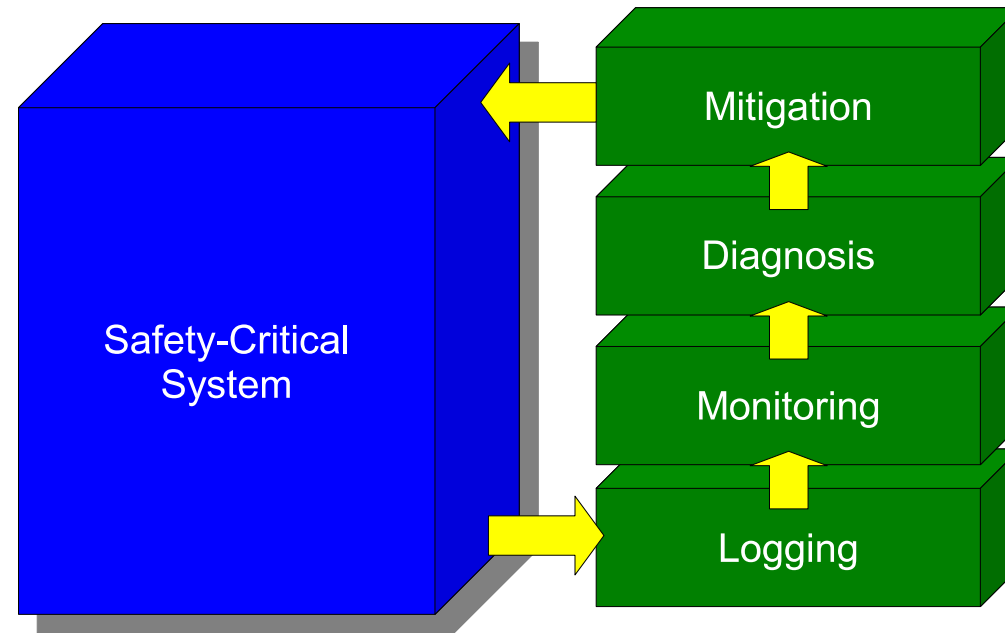 Safety-Critical
System
Mitigation
Diagnosis
Monitoring
Logging